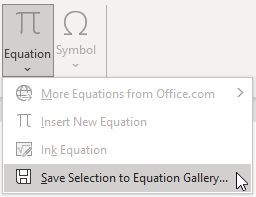 π Ω
Equation Symbol
More Equations from Office.com
π Insert New Equation
Ink Equation
Save Selection to Equation Gallery...